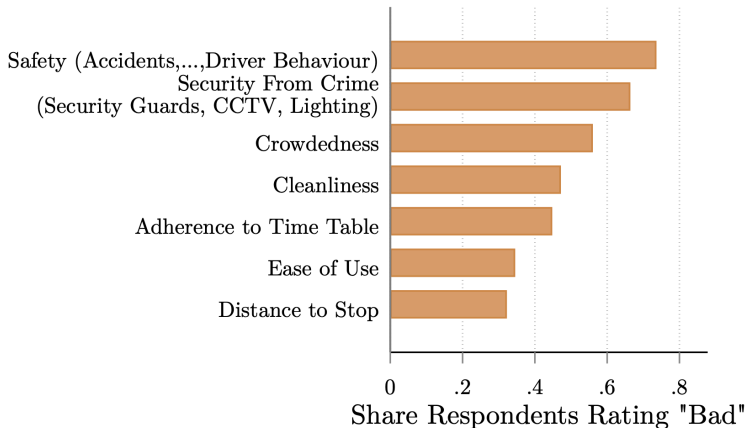 Safety (Accidents,...,Driver Behaviour)
Security From Crime
(Security Guards, CCTV, Lighting)
Crowdedness
Cleanliness
Adherence to Time Table
Ease of Use
Distance to Stop
0 .2 .4 .6 .8
Share Respondents Rating "Bad"